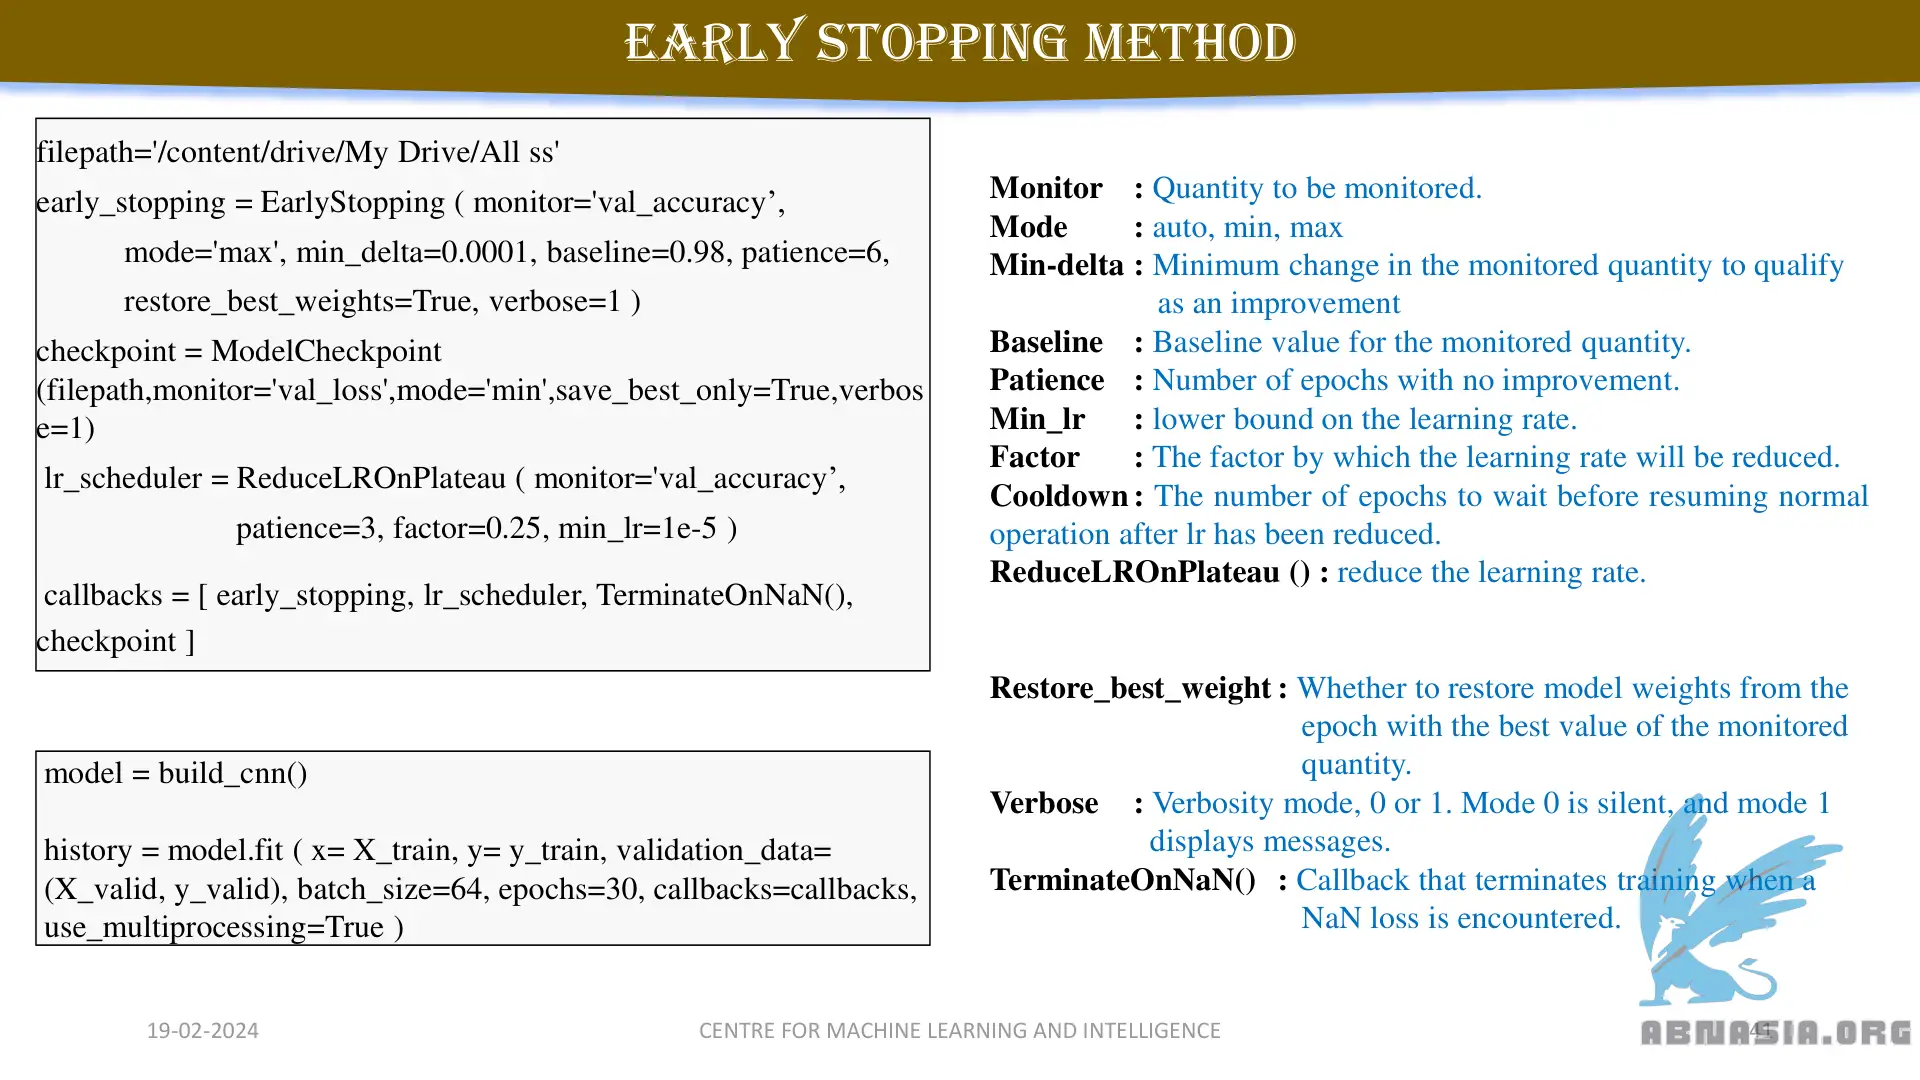 EARLY STOPPING METHOD
filepath='/content/drive/My Drive/All ss'
early_stopping = EarlyStopping ( monitor='val_accuracy’,
mode='max', min_delta=0.0001, baseline=0.98, patience=6,
restore_best_weights=True, verbose=1 )
checkpoint = ModelCheckpoint
(filepath,monitor='val_loss',mode='min',save_best_only=True,verbos
e=1)
lr_scheduler = ReduceLROnPlateau ( monitor='val_accuracy’,
patience=3, factor=0.25, min_lr=1e-5 )
callbacks = [ early_stopping, lr_scheduler, TerminateOnNaN(),
checkpoint ]
model = build_cnn()
history = model.fit ( x= X_train, y= y_train, validation_data=
(X_valid, y_valid), batch_size=64, epochs=30, callbacks=callbacks,
use_multiprocessing=True )
Monitor : Quantity to be monitored.
Mode : auto, min, max
Min-delta : Minimum change in the monitored quantity to qualify
as an improvement
Baseline : Baseline value for the monitored quantity.
Patience : Number of epochs with no improvement.
Min_lr : lower bound on the learning rate.
Factor : The factor by which the learning rate will be reduced.
Cooldown : The number of epochs to wait before resuming normal
operation after lr has been reduced.
ReduceLROnPlateau () : reduce the learning rate.
Restore_best_weight : Whether to restore model weights from the
epoch with the best value of the monitored
quantity.
Verbose : Verbosity mode, 0 or 1. Mode 0 is silent, and mode 1
displays messages.
TerminateOnNaN() : Callback that terminates training when a
NaN loss is encountered.
19-02-2024
CENTRE FOR MACHINE LEARNING AND INTELLIGENCE
41
ABNASIA.ORG